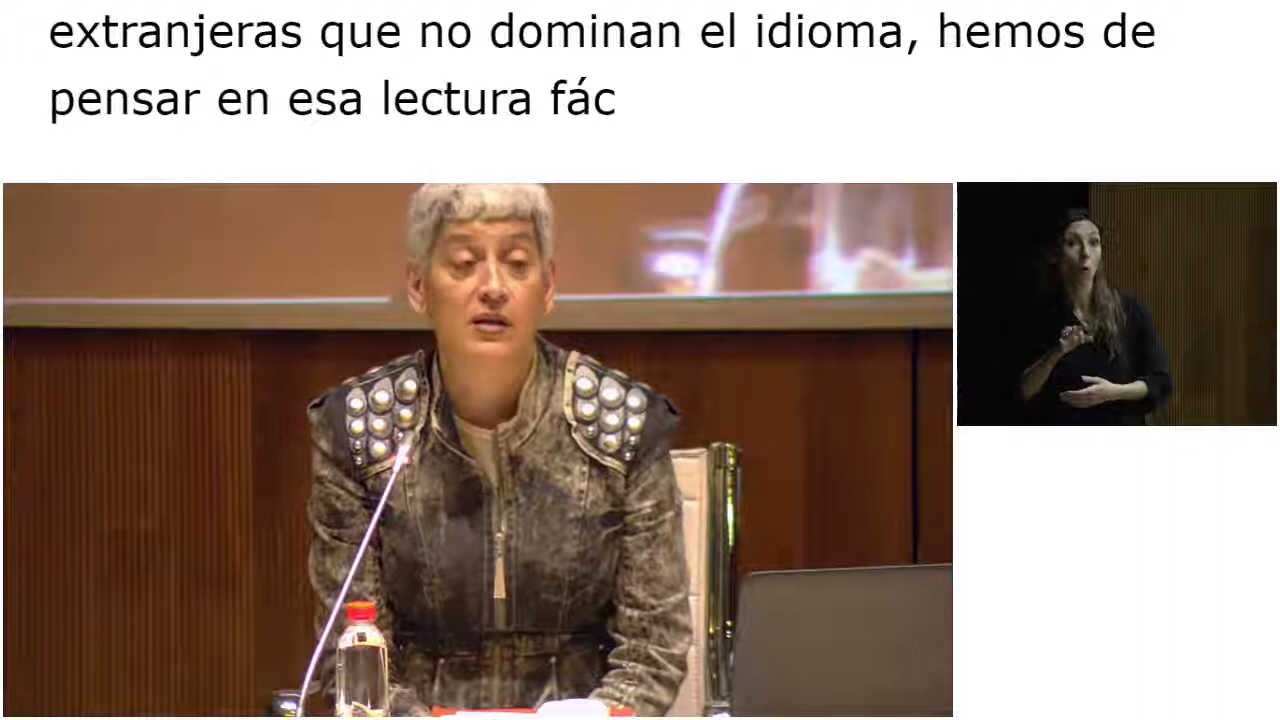 extranjeras que no dominan el idioma, hemos de
pensar en esa lectura fác